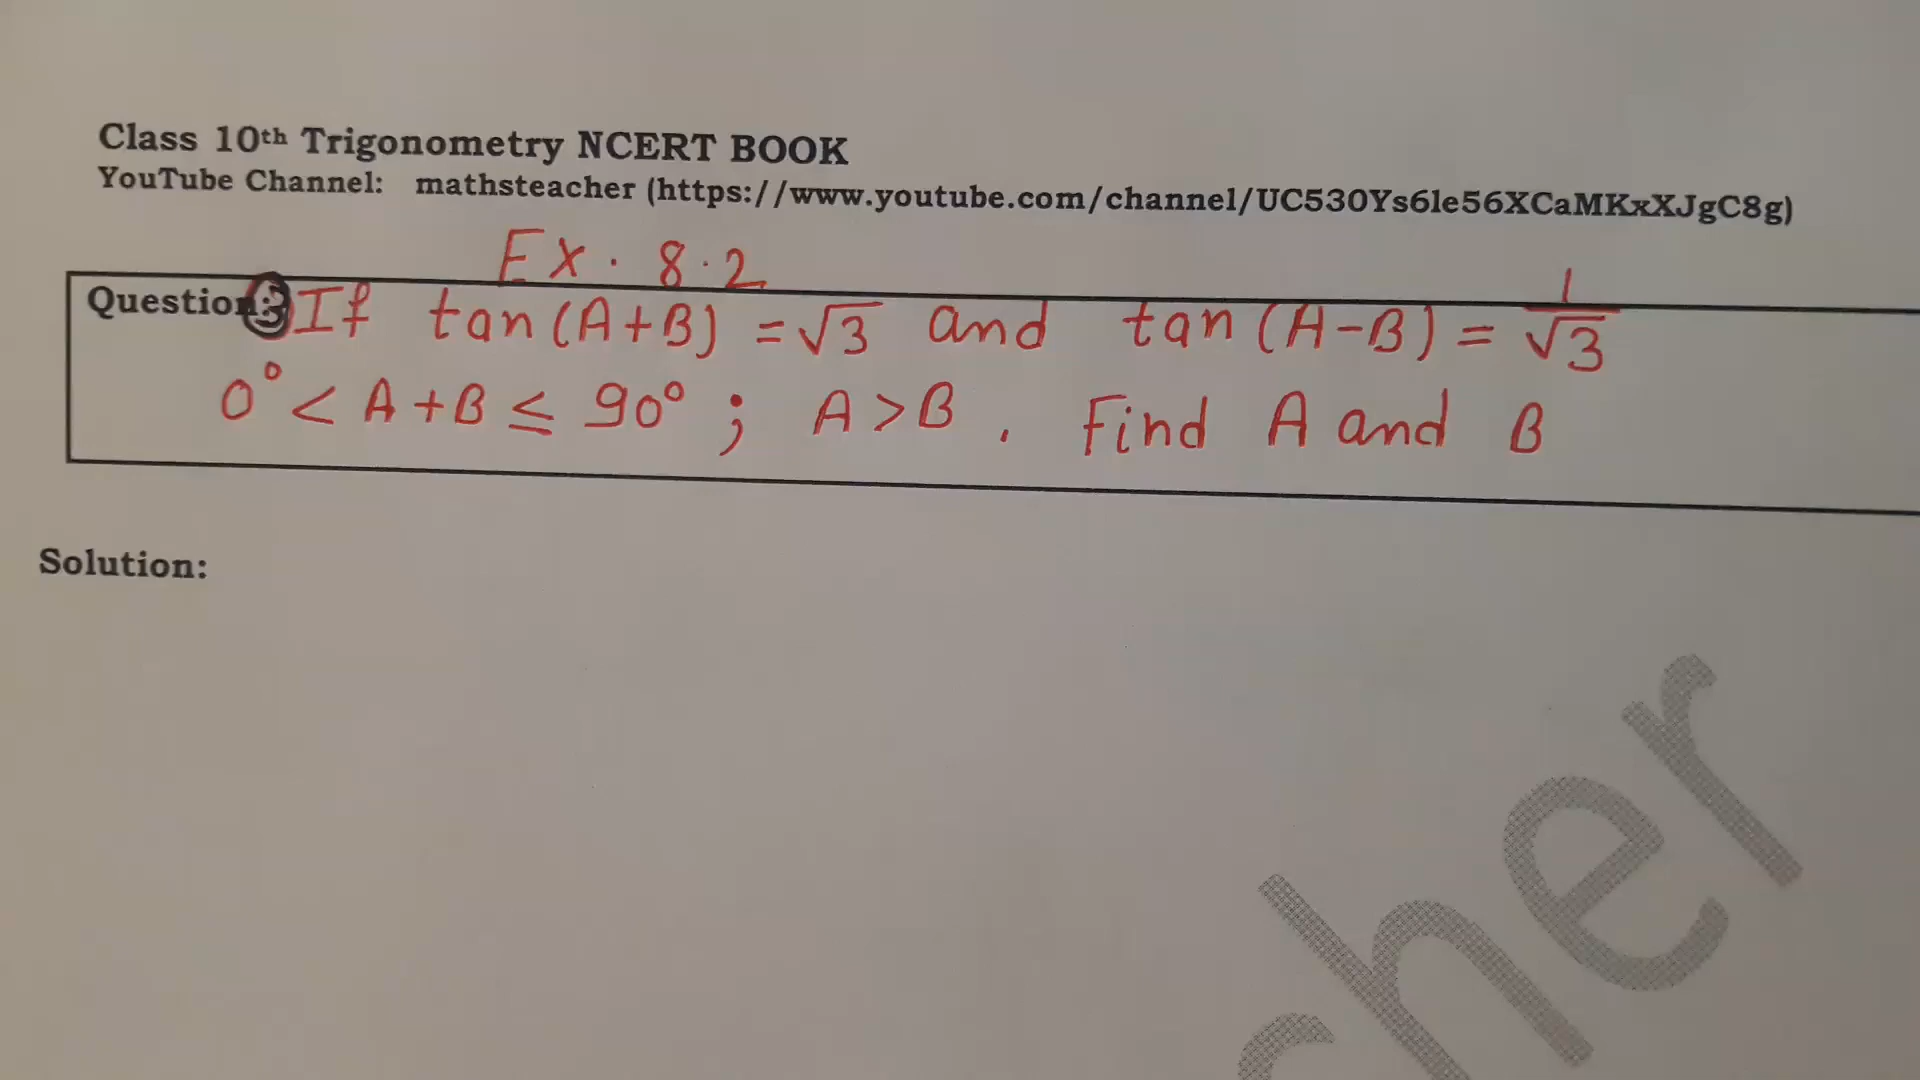 Class 10th Trigonometry NCERT BOOK
YouTube Channel: mathsteacher (https://www.youtube.com/channel/UC530Ys6le56XCaMKxXJgC8g)
Ex. 8.2
Question: 3 If tan (A+B) = √3 and tan (A-B) = 1/√3
0° < A+B ≤ 90° ; A>B . Find A and B
Solution:
cher